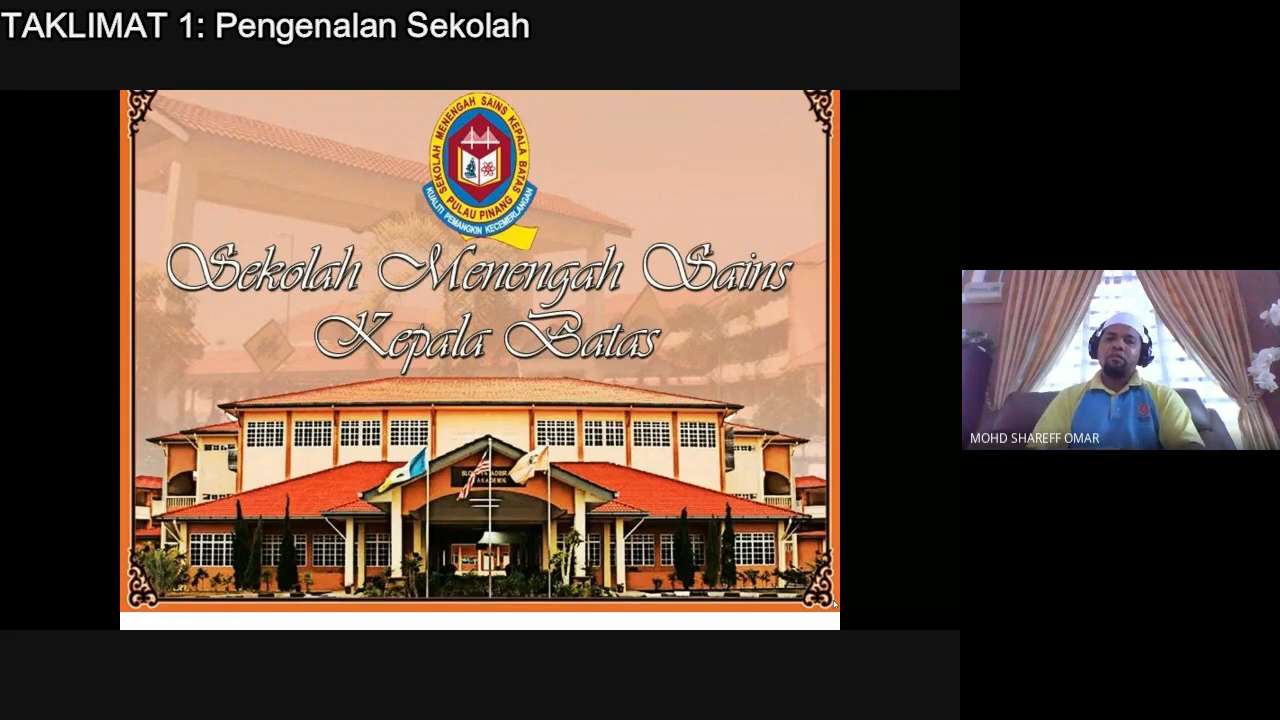 TAKLIMAT 1: Pengenalan Sekolah
SEKOLAH MENENGAH SAINS KEPALA BATAS
PULAU PINANG
KUALITI PEMANGKIN KECEMERLANGAN
Sekolah Menengah Sains
Kepala Batas
AKADEMIK
MOHD SHAREFF OMAR